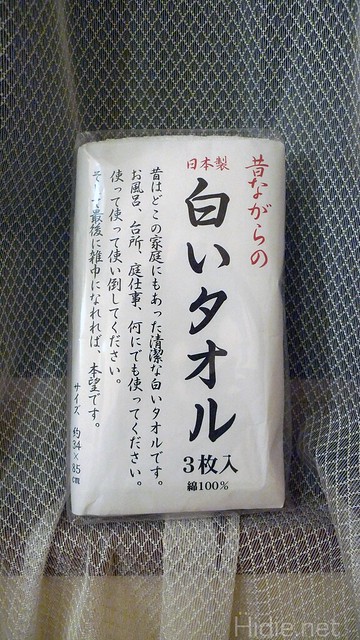 昔ながらの
日本製
白いタオル
3枚入
綿100%
昔はどこの家庭にもあった清潔な白いタオルです。
お風呂、台所、庭仕事、何にでも使ってください。
使って使って使い倒してください。
そして最後に雑巾になれれば、本望です。
サイズ 約34×85cm
Hidie.net